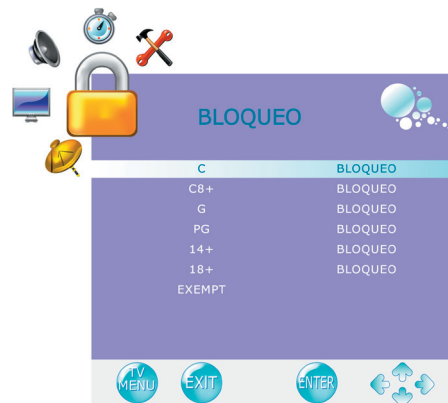 BLOQUEO
C BLOQUEO
C8+ BLOQUEO
G BLOQUEO
PG BLOQUEO
14+ BLOQUEO
18+ BLOQUEO
EXEMPT
TV MENU EXIT ENTER